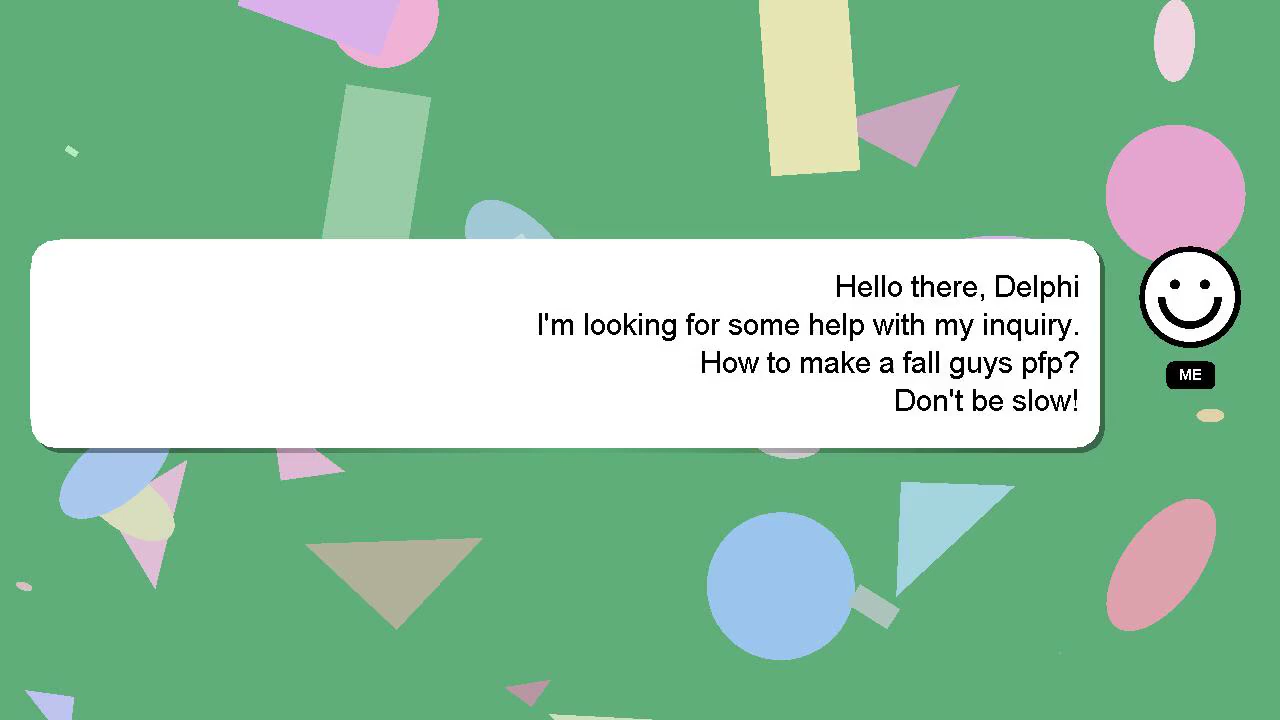 Hello there, Delphi
I'm looking for some help with my inquiry.
How to make a fall guys pfp?
Don't be slow!
ME